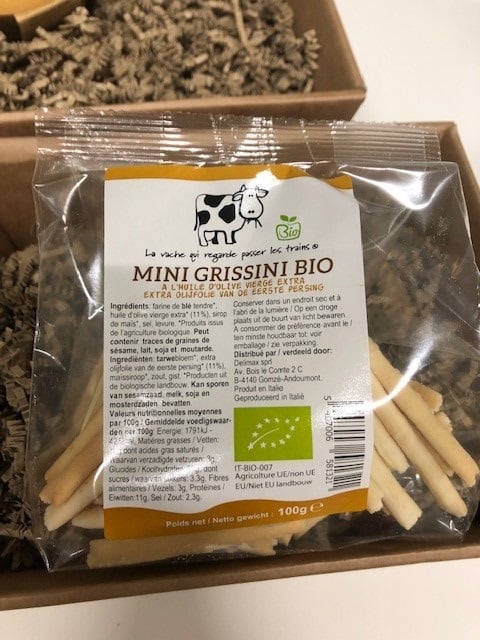 Bio
La vache qui regarde passer les trains ®
MINI GRISSINI BIO
A L'HUILE D'OLIVE VIERGE EXTRA
EXTRA OLIJFOLIE VAN DE EERSTE PERSING
Ingrédients: farine de blé tendre*,
huile d'olive vierge extra* (11%), sirop
de maïs*, sel, levure. *Produits issus
de l'agriculture biologique. Peut
contenir traces de graines de
sésame, lait, soja et moutarde.
Ingrediënten: tarwebloem*, extra
olijfolie van de eerste persing* (11%),
maïssiroop*, zout, gist. *Producten uit
de biologische landbouw. Kan sporen
van sesamzaad, melk, soja en
mosterdzaden bevatten.
Valeurs nutritionnelles moyennes
par 100g / Gemiddelde voedigswaar-
den per 100g: Energie: 1791kJ -
Matières grasses / Vetten:
dont acides gras saturés /
Waarvan verzadigde vetzuren:
Glucides / Koolhydraten: dont
sucres / waarvan suikers: 3,3g, Fibres
alimentaires / Vezels: 3g, Protéines /
Eiwitten:11g, Sel / Zout: 2,3g.
Conserver dans un endroit sec et à
l'abri de la lumière / Op een droge
plaats uit de buurt van licht bewaren.
A consommer de préférence avant le /
ten minste houdbaar tot: voir
emballage / zie verpakking.
Distribué par / verdeeld door:
Delimax sprl
Av. Bois le Comte 2 C
B-4140 Gomzé-Andoumont.
Produit en Italie
Geproduceerd in Italië
IT-BIO-007
Agriculture UE/non UE
EU/Niet EU landbouw
Poids net / Netto gewicht : 100g e